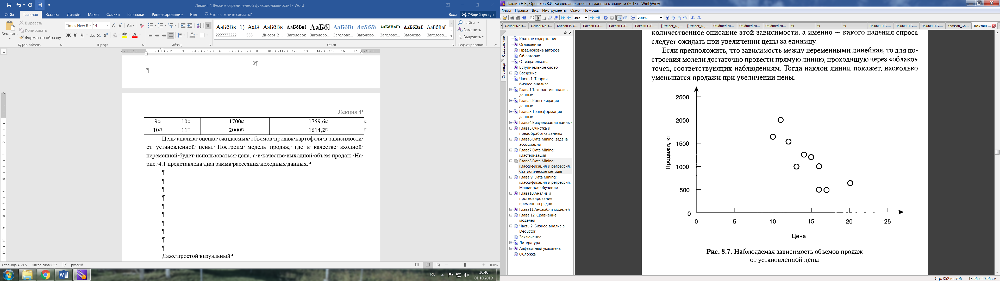 Лекция 4 [Режим ограниченной функциональности] - Word
Файл Главная Вставка Дизайн Макет Ссылки Рассылки Рецензирование Вид Что вы хотите сделать? Вход Общий доступ
Вставить
Вырезать
Копировать
Формат по образцу
Буфер обмена
Times New R 14
Ж К Ч abc x₂ x²
Шрифт
Абзац
АаБбВв 1) АаБб АаБбВв АаБбВв] АаБб] АаБбВı АаБбВв АаБбВгı АаБбВвГ АаБбВвГ
2222222222 555 Дисерт_2_... Заголовок Заголово... Заголово... Заголово... Заголово... Заголово... Заголово...
Стили
Найти
Заменить
Выделить
Редактирование
3¶
¶
Лекция·4¶
9¤ 10¤ 1700¤ 1759,6¤
10¤ 11¤ 2000¤ 1614,2¤
Цель·анализа·оценка·ожидаемых·объемов·продаж·картофеля·в·зависимости·
от· установленной· цены.· Построим· модель· продаж,· где· в· качестве· входной·
переменной·будет·использоваться·цена,·а·в·качестве·выходной·объем·продаж.·На·
рис.·4.1·представлена·диаграмма·рассеяния·исходных·данных.·¶
¶
¶
¶
¶
¶
¶
¶
¶
¶
¶
Даже·простой·визуальный·¶
Страница 4 из 5 Число слов: 857 русский 100%
RU 16:46
01.10.2019
Паклин Н.Б., Орешков В.И. Бизнес-аналитика- от данных к знаниям (2013) - WinDjView
Файл Правка Вид Инструменты Окно Помощь
352 200%
Основные к... Основные к... Каллан Р. О... Паклин Н.Б.... Паклин Н.Б.... Паклин Н.Б.... [Dreiper_N.,... [Dreiper_N.,... Studmed.ru... Studmed.ru... Studmed.ru... tk tk tk Паклин Н.Б.... Паклин Н.Б.... Паклин Н.Б.... Khassan_Go... Паклин ...
Содержание
Страницы
Краткое содержание
Оглавление
Предисловие авторов
Об авторах
От издательства
Вступительное слово
Введение
Часть 1. Теория
бизнес-анализа
Глава1.Технологии анализа
данных
Глава2.Консолидация
данных
Глава3.Трансформация
данных
Глава4.Визуализация данных
Глава5.Очистка и
предобработка данных
Глава6.Data Mining: задача
ассоциации
Глава7.Data Mining:
кластеризация
Глава8.Data Mining:
классификация и регрессия.
Статистические методы
Глава 9. Data Mining:
классификация и регрессия.
Машинное обучение
Глава10.Анализ и
прогнозирование
временных рядов
Глава11.Ансамбли моделей
Глава 12. Сравнение
моделей
Часть 2. Бизнес-анализ в
Deductor
Заключение
Литература
Алфавитный указатель
Обложка
количественное описание этой зависимости, а именно — какого падения спроса
следует ожидать при увеличении цены за единицу.
Если предположить, что зависимость между переменными линейная, то для по-
строения модели достаточно провести прямую линию, проходящую через «облако»
точек, соответствующих наблюдениям. Тогда наклон линии покажет, насколько
уменьшатся продажи при увеличении цены.
Продажи, кг
2500
2000
1500
1000
500
0
0 5 10 15 20 25
Цена
Рис. 8.7. Наблюдаемая зависимость объемов продаж
от установленной цены
Стр. 352 из 706 13,96 x 20,96 см